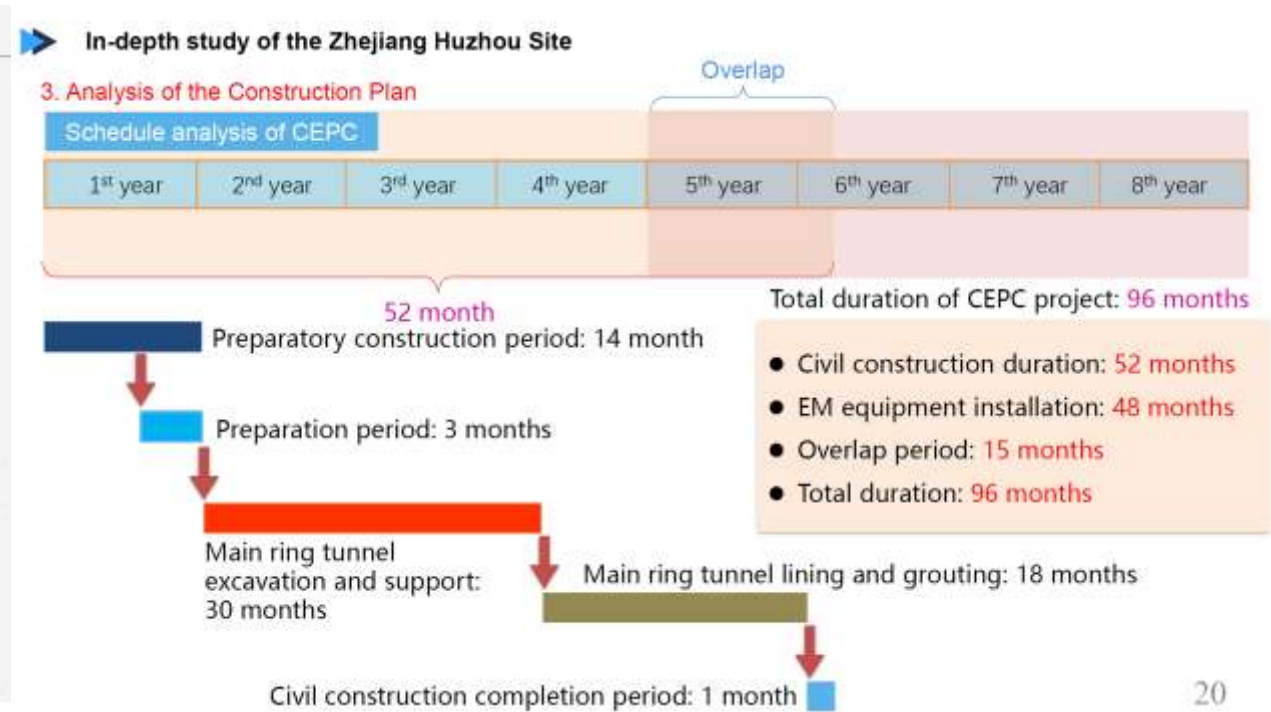 In-depth study of the Zhejiang Huzhou Site
Overlap
3. Analysis of the Construction Plan
Schedule analysis of CEPC
1st year 2nd year 3rd year 4th year 5th year 6th year 7th year 8th year
52 month
Total duration of CEPC project: 96 months
Preparatory construction period: 14 month
● Civil construction duration: 52 months
● EM equipment installation: 48 months
● Overlap period: 15 months
● Total duration: 96 months
Preparation period: 3 months
Main ring tunnel
excavation and support:
30 months
Main ring tunnel lining and grouting: 18 months
Civil construction completion period: 1 month
20